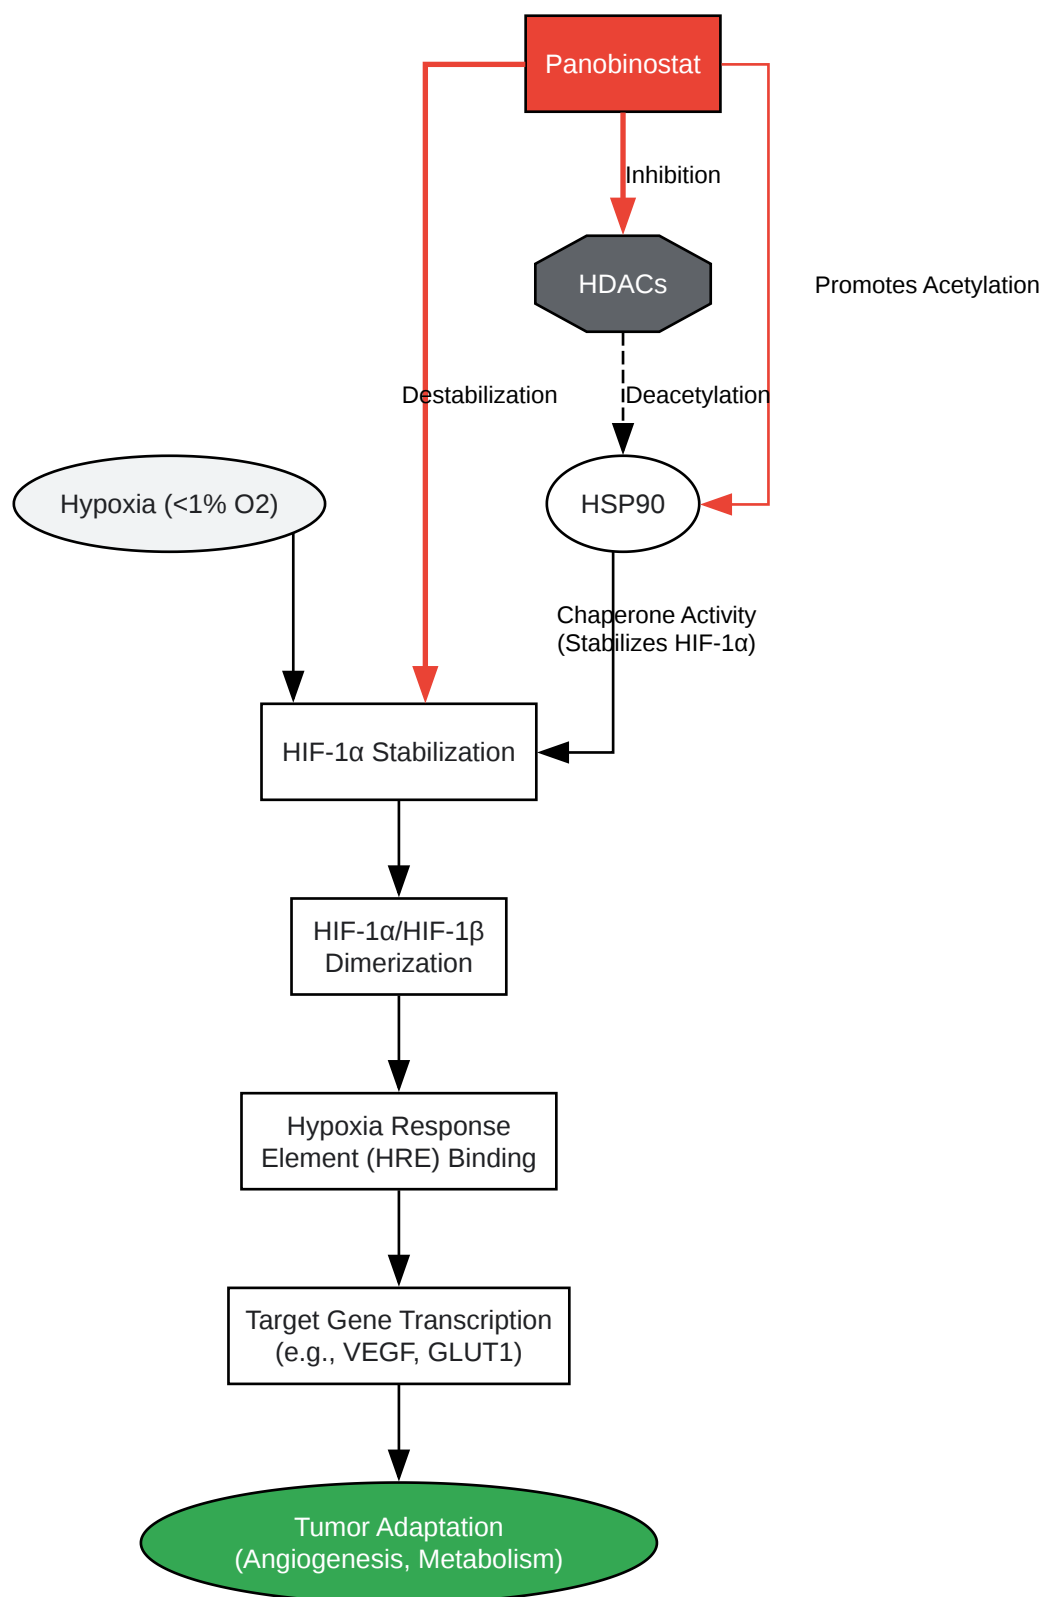 Panobinostat
Inhibition
HDACs
Promotes Acetylation
Destabilization
Deacetylation
Hypoxia (<1% O2)
HSP90
Chaperone Activity
(Stabilizes HIF-1α)
HIF-1α Stabilization
HIF-1α/HIF-1β
Dimerization
Hypoxia Response
Element (HRE) Binding
Target Gene Transcription
(e.g., VEGF, GLUT1)
Tumor Adaptation
(Angiogenesis, Metabolism)